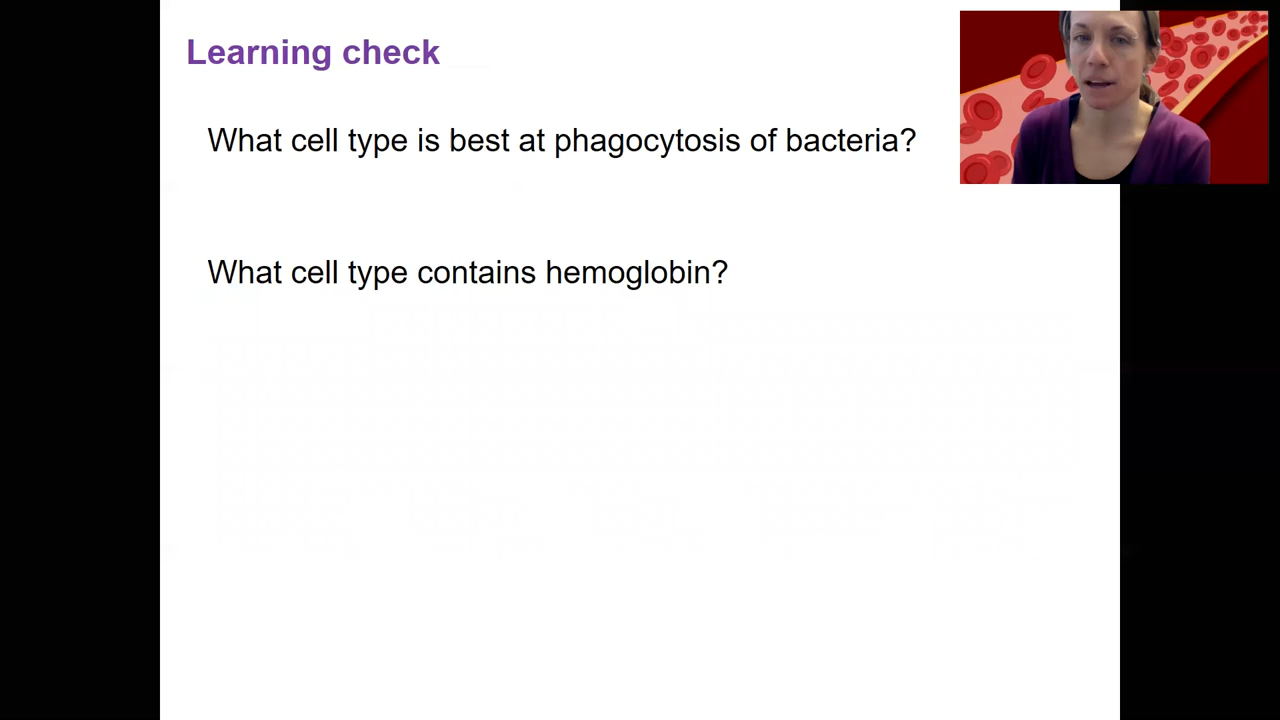 Learning check
What cell type is best at phagocytosis of bacteria?
What cell type contains hemoglobin?